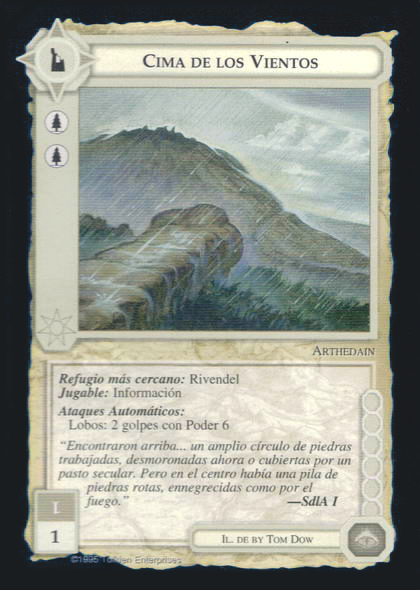 CIMA DE LOS VIENTOS
ARTHEDAIN
Refugio más cercano: Rivendel
Jugable: Información
Ataques Automáticos:
Lobos: 2 golpes con Poder 6
“Encontraron arriba... un amplio círculo de piedras
trabajadas, desmoronadas ahora o cubiertas por un
pasto secular. Pero en el centro había una pila de
piedras rotas, ennegrecidas como por el
fuego.” —SdlA I
I
1
IL. DE BY TOM DOW
©1995 Tolkien Enterprises